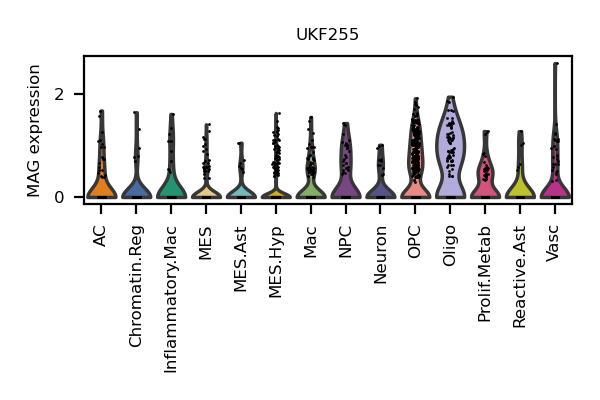 UKF255
MAG expression
2
0
AC
Chromatin.Reg
Inflammatory.Mac
MES
MES.Ast
MES.Hyp
Mac
NPC
Neuron
OPC
Oligo
Prolif.Metab
Reactive.Ast
Vasc